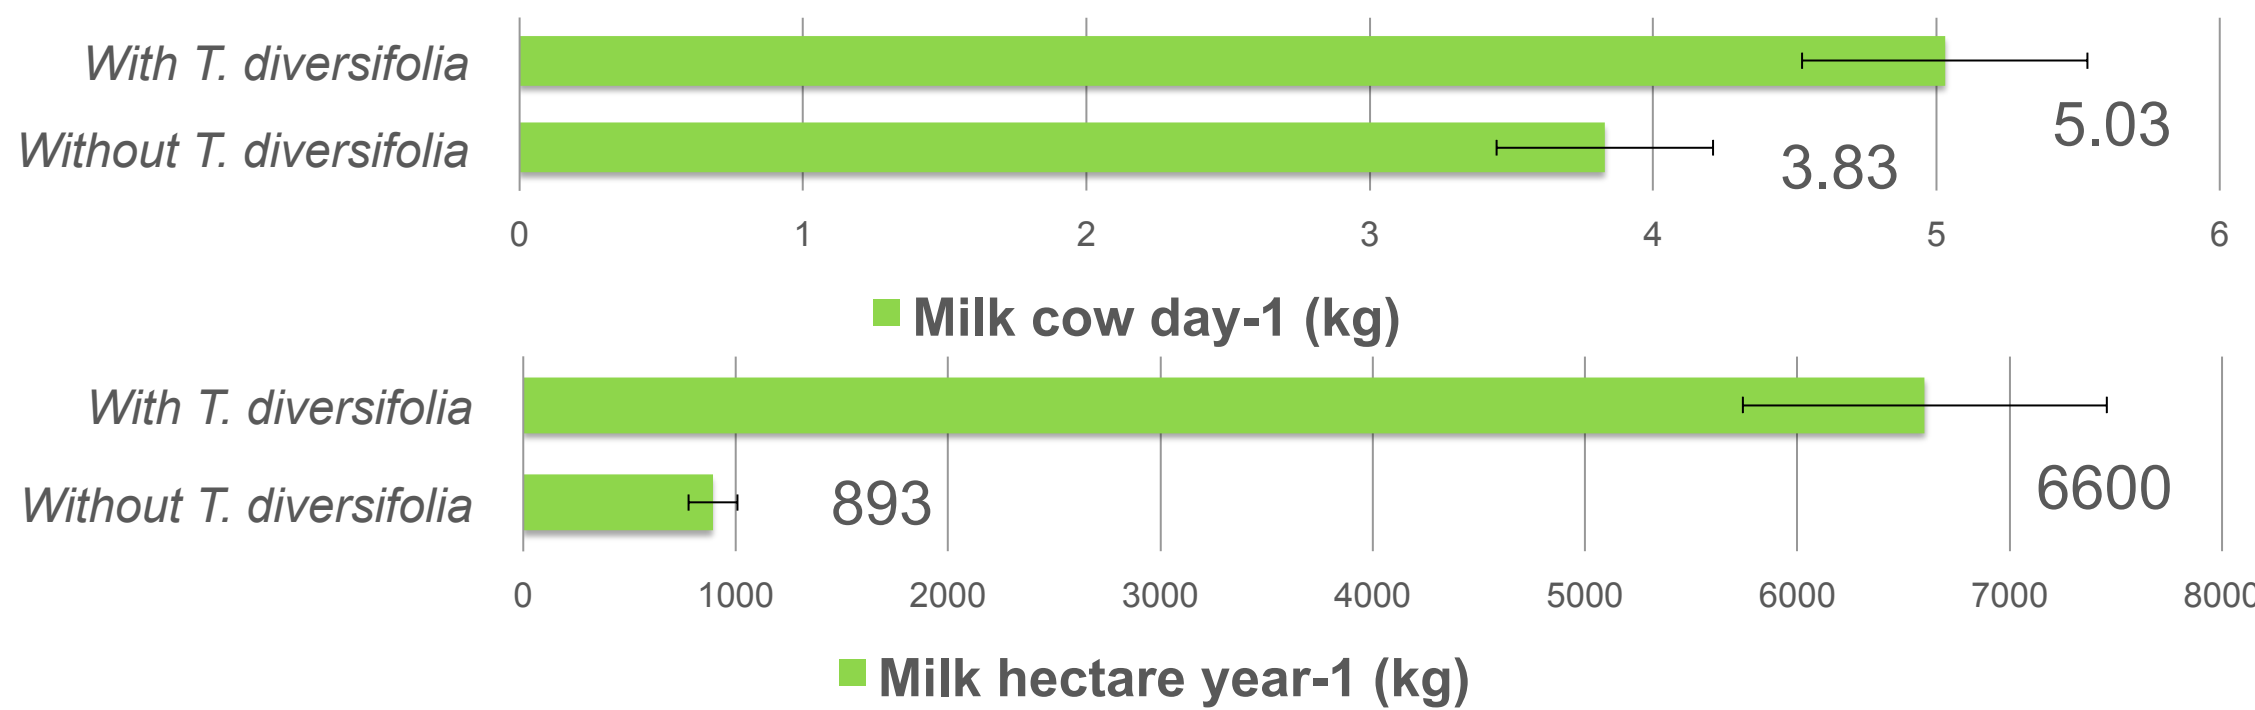 With T. diversifolia
5.03
Without T. diversifolia
3.83
0 1 2 3 4 5 6
Milk cow day-1 (kg)
With T. diversifolia
6600
Without T. diversifolia
893
0 1000 2000 3000 4000 5000 6000 7000 8000
Milk hectare year-1 (kg)